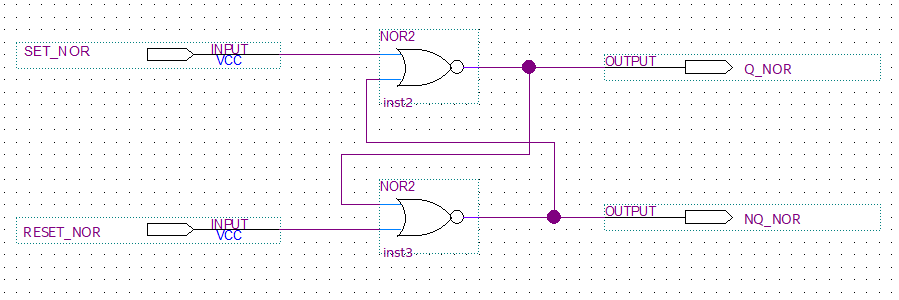 NOR2
SET_NOR
INPUT
VCC
OUTPUT
Q_NOR
inst2
NOR2
RESET_NOR
INPUT
VCC
OUTPUT
NQ_NOR
inst3